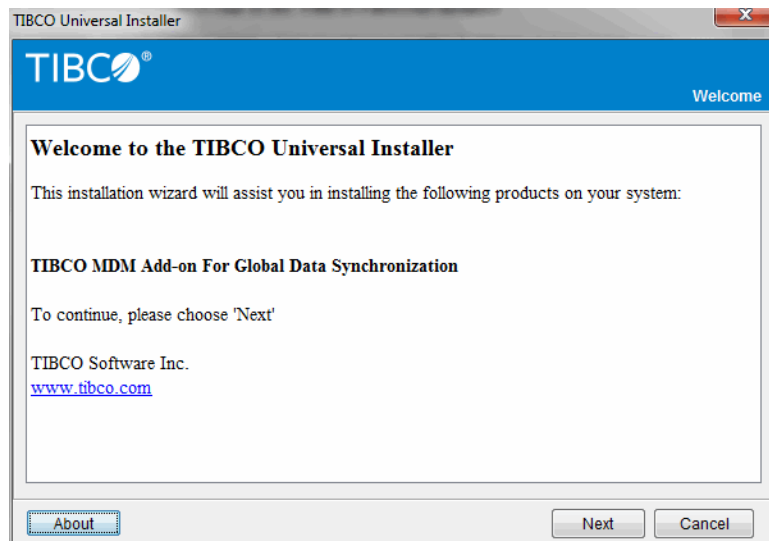 TIBCO Universal Installer
TIBCO®
Welcome
Welcome to the TIBCO Universal Installer
This installation wizard will assist you in installing the following products on your system:
TIBCO MDM Add-on For Global Data Synchronization
To continue, please choose 'Next'
TIBCO Software Inc.
www.tibco.com
About
Next
Cancel